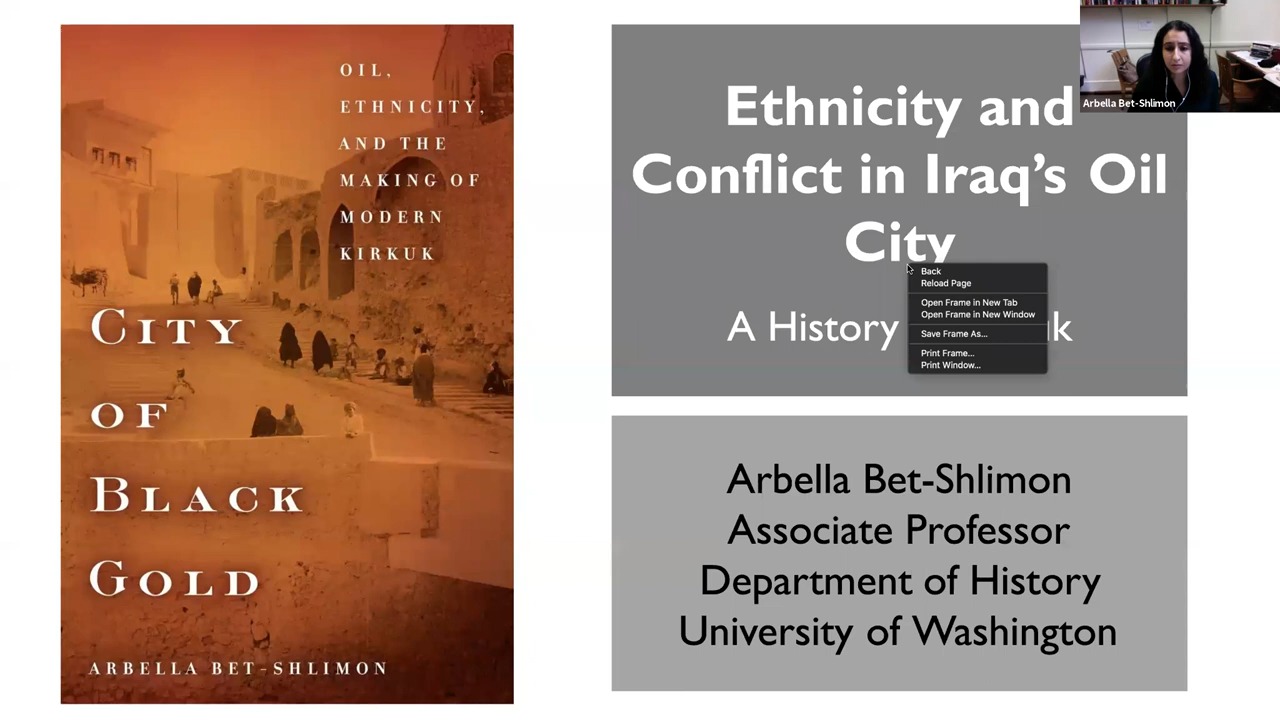 OIL,
ETHNICITY,
AND THE
MAKING OF
MODERN
KIRKUK
CITY
OF
BLACK
GOLD
ARBELLA BET-SHLIMON
Ethnicity and
Conflict in Iraq’s Oil
City
A History
Back
Reload Page
Open Frame in New Tab
Open Frame in New Window
Save Frame As...
Print Frame...
Print Window...
Arbella Bet-Shlimon
Associate Professor
Department of History
University of Washington
Arbella Bet-Shlimon